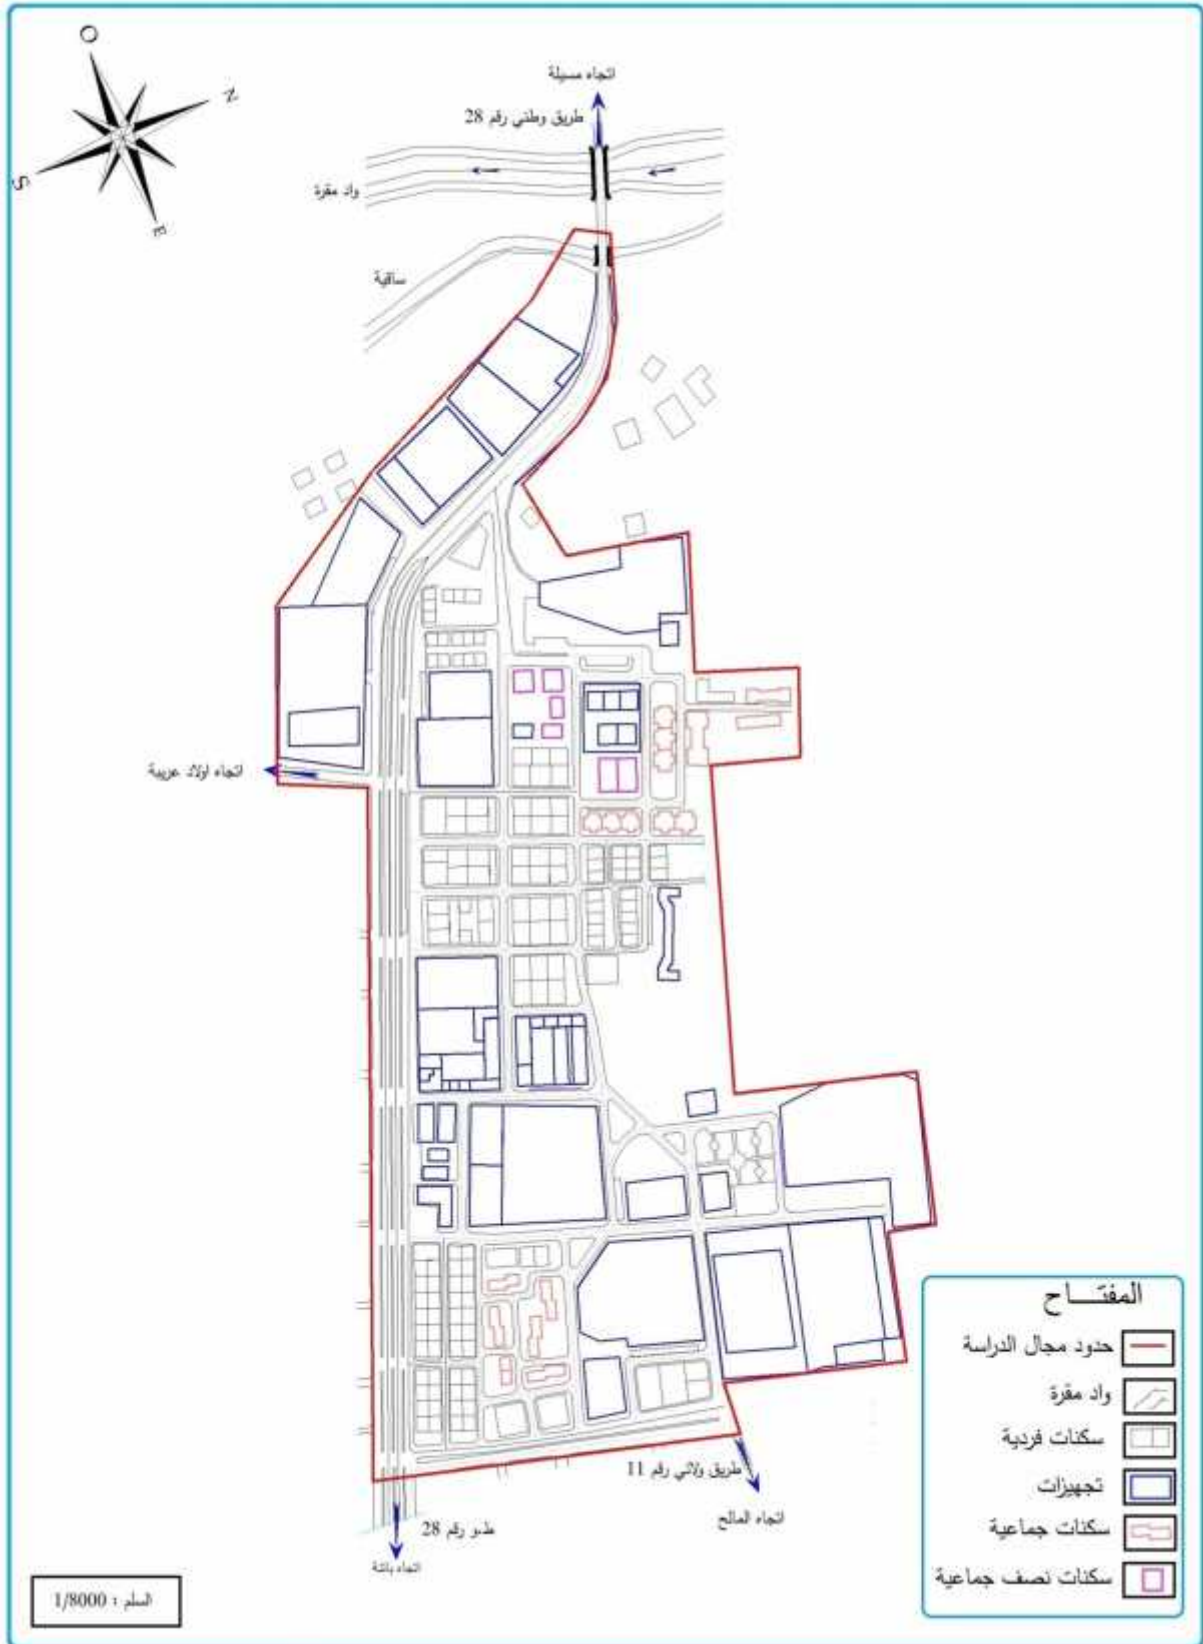 O
N
S
E
اتجاه مسيلة
طريق وطني رقم 28
واد مقرة
ساقية
اتجاه اولاد عريبة
طريق ولائي رقم 11
اتجاه المالح
ط.و رقم 28
اتجاه باتنة
السلم : 1/8000
المفتـــاح
حدود مجال الدراسة
واد مقرة
سكنات فردية
تجهيزات
سكنات جماعية
سكنات نصف جماعية